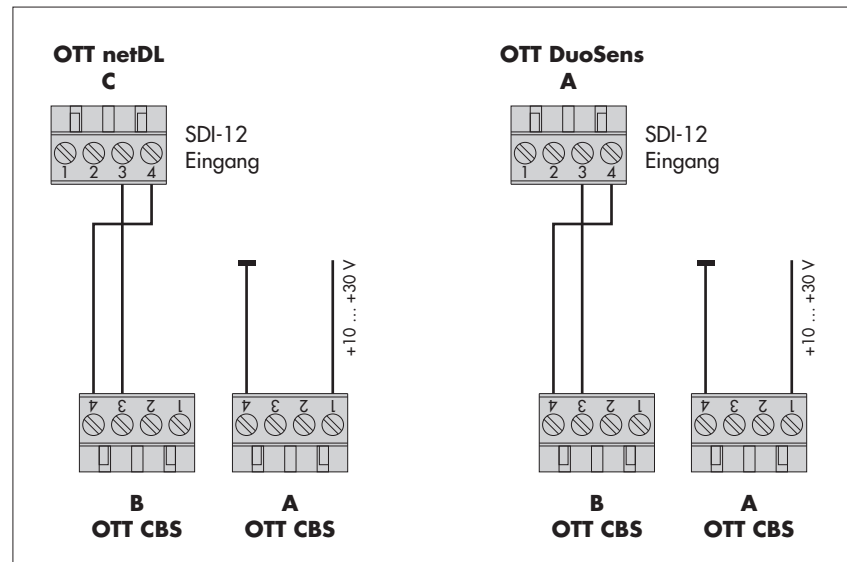 OTT netDL
C
SDI-12
Eingang
1 2 3 4
+10 ... +30 V
4 3 2 1
4 3 2 1
B
OTT CBS
A
OTT CBS
OTT DuoSens
A
SDI-12
Eingang
1 2 3 4
+10 ... +30 V
4 3 2 1
4 3 2 1
B
OTT CBS
A
OTT CBS